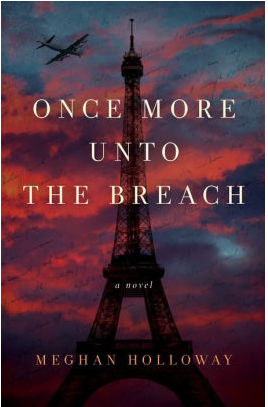 ONCE MORE
UNTO
THE BREACH
a novel
MEGHAN HOLLOWAY